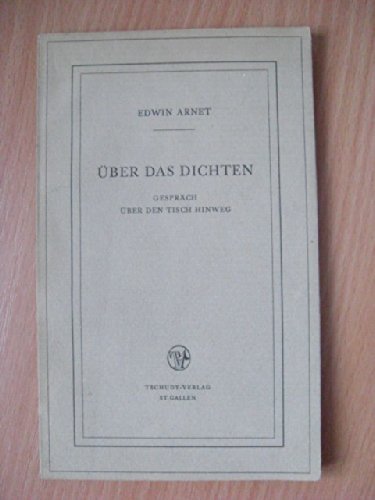 EDWIN ARNET
ÜBER DAS DICHTEN
GESPRÄCH
ÜBER DEN TISCH HINWEG
TSCHUDY-VERLAG
ST.GALLEN